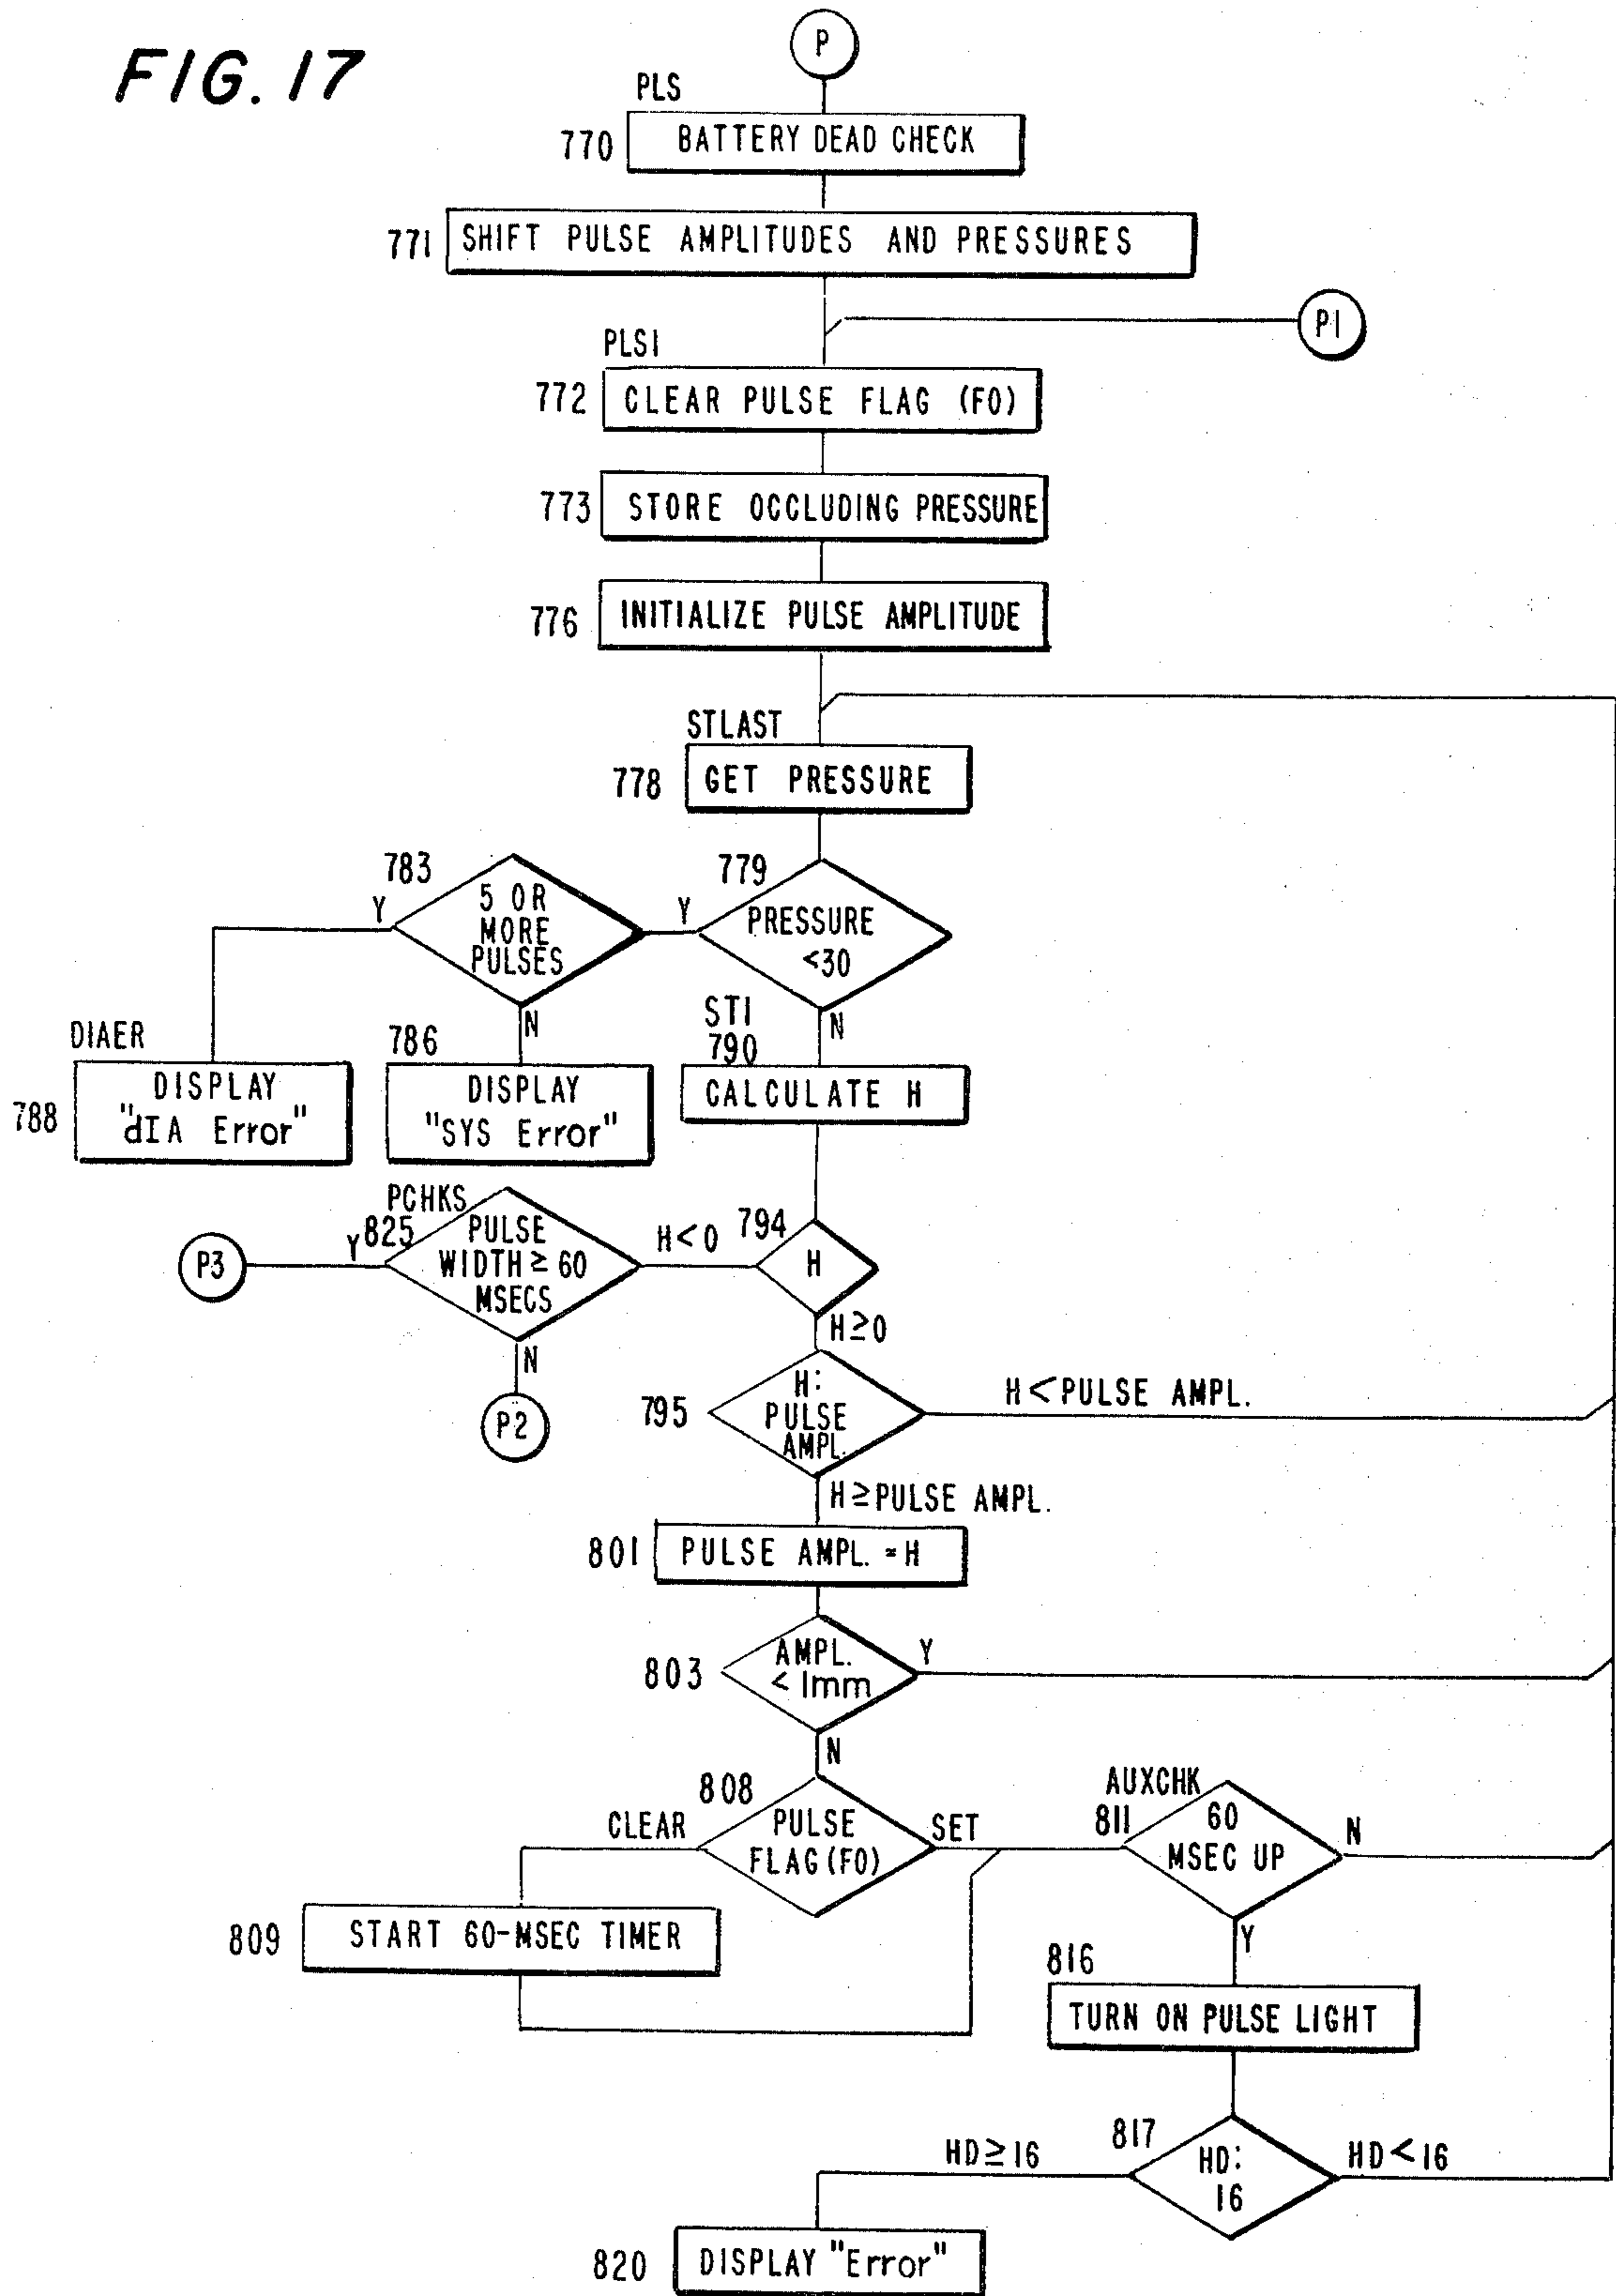 FIG. 17
P
PLS
770
BATTERY DEAD CHECK
771
SHIFT PULSE AMPLITUDES AND PRESSURES
P1
PLS1
772
CLEAR PULSE FLAG (F0)
773
STORE OCCLUDING PRESSURE
776
INITIALIZE PULSE AMPLITUDE
STLAST
778
GET PRESSURE
783
5 OR
MORE
PULSES
Y
N
779
PRESSURE
<30
Y
N
DIAER
788
DISPLAY
"dIA Error"
786
DISPLAY
"SYS Error"
ST1
790
CALCULATE H
PCHKS
825
PULSE
WIDTH ≥ 60
MSECS
Y
P3
N
P2
H<0
794
H
H≥0
795
H:
PULSE
AMPL.
H<PULSE AMPL.
H≥PULSE AMPL.
801
PULSE AMPL. = H
803
AMPL.
< 1mm
Y
N
808
PULSE
FLAG (F0)
CLEAR
SET
AUXCHK
811
60
MSEC UP
N
Y
809
START 60-MSEC TIMER
816
TURN ON PULSE LIGHT
817
HD:
16
HD≥16
HD<16
820
DISPLAY "Error"